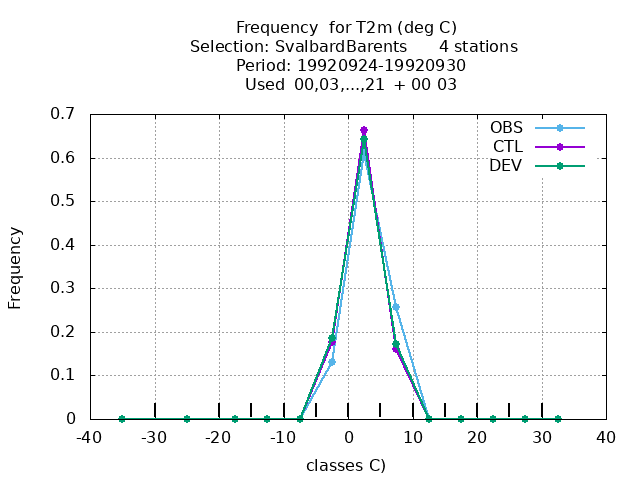 Frequency for T2m (deg C)
Selection: SvalbardBarents 4 stations
Period: 19920924-19920930
Used 00,03,...,21 + 00 03
OBS
CTL
DEV
Frequency
0.7
0.6
0.5
0.4
0.3
0.2
0.1
0
-40 -30 -20 -10 0 10 20 30 40
classes C)